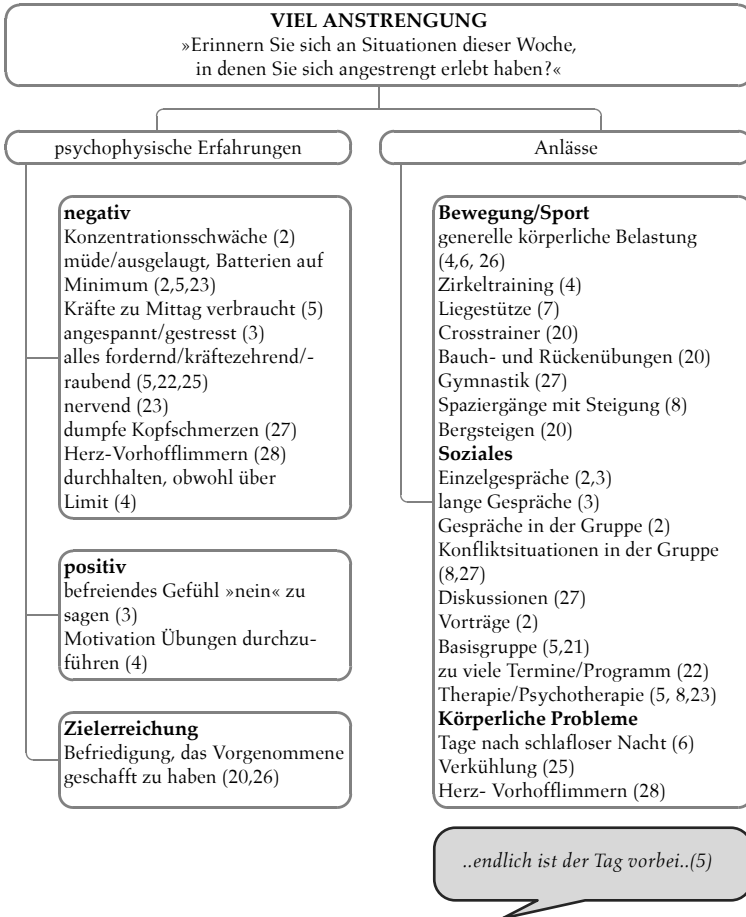 VIEL ANSTRENGUNG
»Erinnern Sie sich an Situationen dieser Woche,
in denen Sie sich angestrengt erlebt haben?«
psychophysische Erfahrungen
negativ
Konzentrationsschwäche (2)
müde/ausgelaugt, Batterien auf
Minimum (2,5,23)
Kräfte zu Mittag verbraucht (5)
angespannt/gestresst (3)
alles fordernd/kräftezehrend/-
raubend (5,22,25)
nervend (23)
dumpfe Kopfschmerzen (27)
Herz-Vorhofflimmern (28)
durchhalten, obwohl über
Limit (4)
positiv
befreiendes Gefühl »nein« zu
sagen (3)
Motivation Übungen durchzu-
führen (4)
Zielerreichung
Befriedigung, das Vorgenommene
geschafft zu haben (20,26)
Anlässe
Bewegung/Sport
generelle körperliche Belastung
(4,6, 26)
Zirkeltraining (4)
Liegestütze (7)
Crosstrainer (20)
Bauch- und Rückenübungen (20)
Gymnastik (27)
Spaziergänge mit Steigung (8)
Bergsteigen (20)
Soziales
Einzelgespräche (2,3)
lange Gespräche (3)
Gespräche in der Gruppe (2)
Konfliktsituationen in der Gruppe
(8,27)
Diskussionen (27)
Vorträge (2)
Basisgruppe (5,21)
zu viele Termine/Programm (22)
Therapie/Psychotherapie (5, 8,23)
Körperliche Probleme
Tage nach schlafloser Nacht (6)
Verkühlung (25)
Herz- Vorhofflimmern (28)
..endlich ist der Tag vorbei..(5)